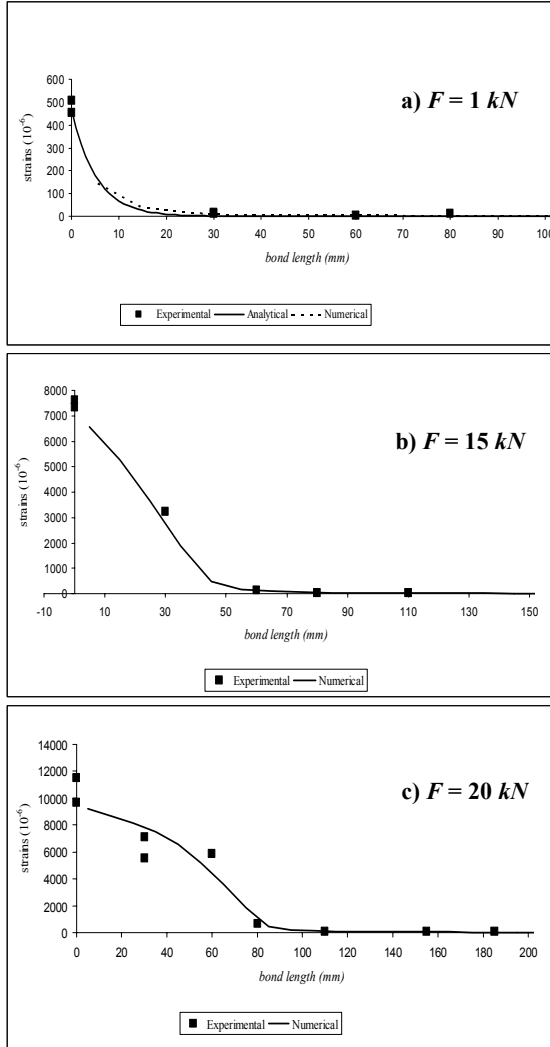 a) F = 1 kN
600
500
400
300
200
100
0
strains (10-6)
0 10 20 30 40 50 60 70 80 90 100
bond length (mm)
Experimental Analytical Numerical
b) F = 15 kN
8000
7000
6000
5000
4000
3000
2000
1000
0
strains (10-6)
-10 10 30 50 70 90 110 130 150
bond length (mm)
Experimental Numerical
c) F = 20 kN
14000
12000
10000
8000
6000
4000
2000
0
strains (10-6)
0 20 40 60 80 100 120 140 160 180 200
bond length (mm)
Experimental Numerical